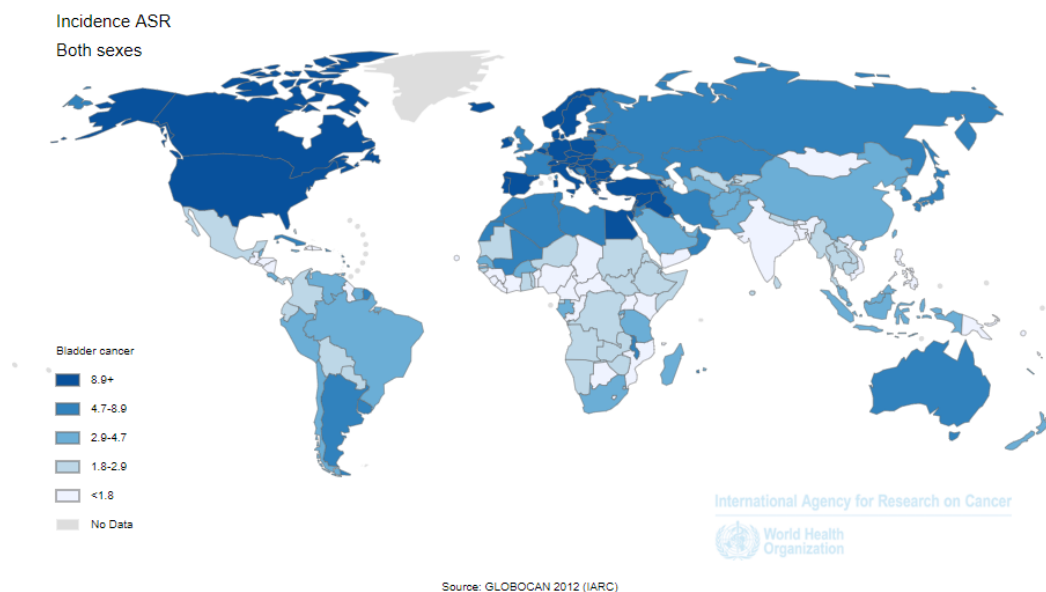 Incidence ASR
Both sexes
Bladder cancer
8.9+
4.7-8.9
2.9-4.7
1.8-2.9
<1.8
No Data
International Agency for Research on Cancer
World Health
Organization
Source: GLOBOCAN 2012 (IARC)